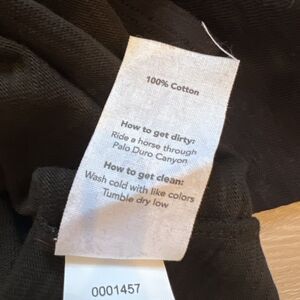 100% Cotton
How to get dirty:
Ride a horse through
Palo Duro Canyon
How to get clean:
Wash cold with like colors
Tumble dry low
0001457